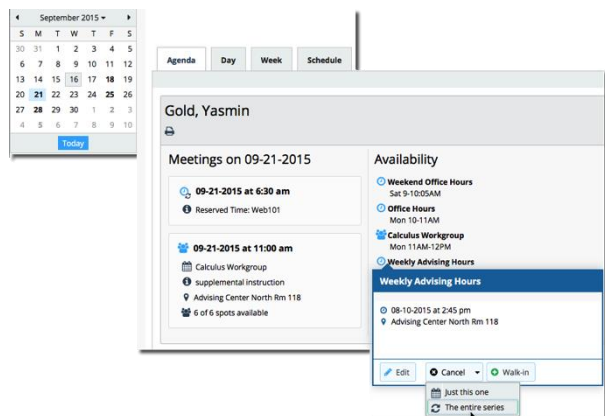 September 2015
S M T W T F S
30 31 1 2 3 4 5
6 7 8 9 10 11 12
13 14 15 16 17 18 19
20 21 22 23 24 25 26
27 28 29 30 1 2 3
4 5 6 7 8 9 10
Today
Agenda Day Week Schedule
Gold, Yasmin
Meetings on 09-21-2015
09-21-2015 at 6:30 am
Reserved Time: Web101
09-21-2015 at 11:00 am
Calculus Workgroup
supplemental instruction
Advising Center North Rm 118
6 of 6 spots available
Availability
Weekend Office Hours
Sat 9-10:05AM
Office Hours
Mon 10-11AM
Calculus Workgroup
Mon 11AM-12PM
Weekly Advising Hours
Weekly Advising Hours
08-10-2015 at 2:45 pm
Advising Center North Rm 118
Edit Cancel Walk-in
Just this one
The entire series